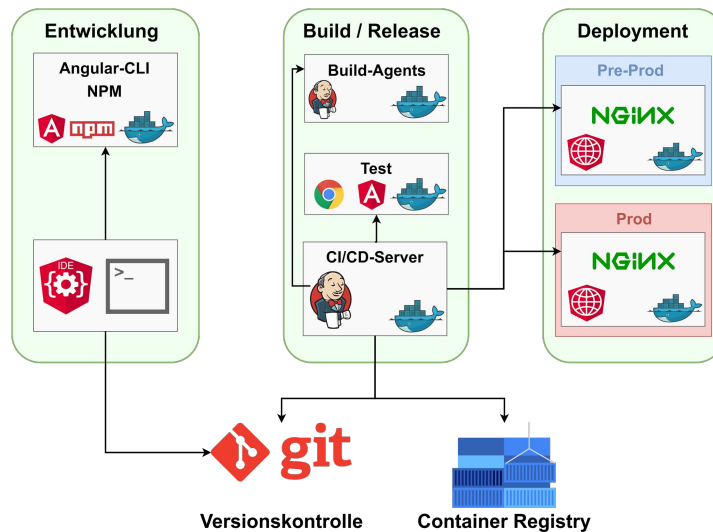 Entwicklung
Angular-CLI
NPM
A
npm
IDE
>_
Build / Release
Build-Agents
Test
A
CI/CD-Server
Deployment
Pre-Prod
NGINX
Prod
NGINX
git
Versionskontrolle
Container Registry